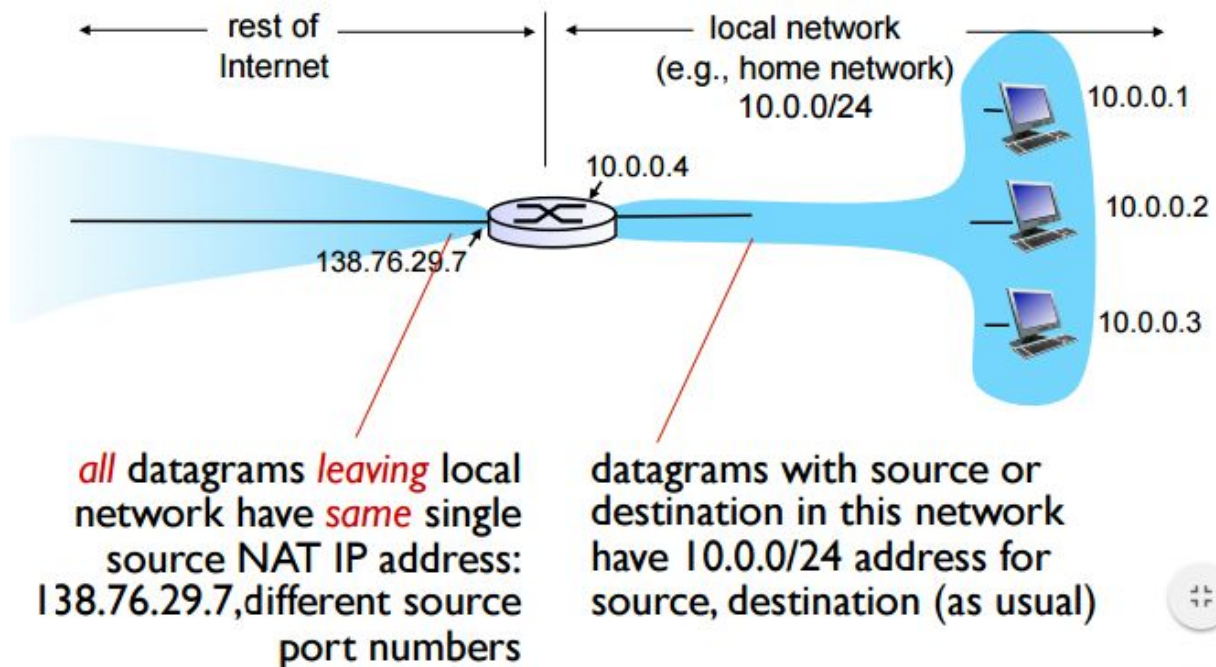 rest of
Internet
local network
(e.g., home network)
10.0.0/24
10.0.0.1
10.0.0.4
10.0.0.2
138.76.29.7
10.0.0.3
all datagrams leaving local
network have same single
source NAT IP address:
138.76.29.7,different source
port numbers
datagrams with source or
destination in this network
have 10.0.0/24 address for
source, destination (as usual)